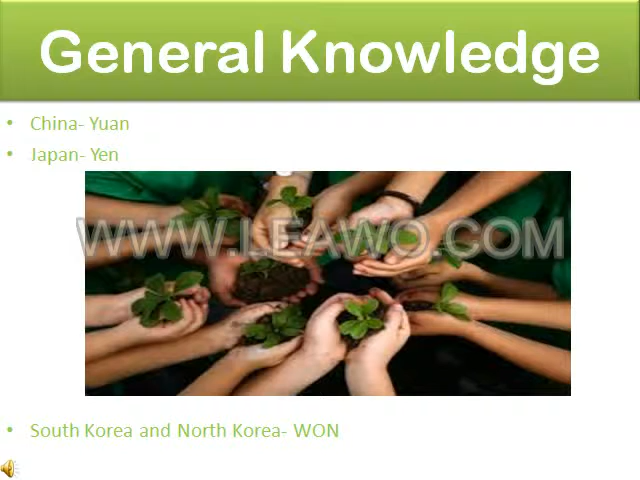 General Knowledge
• China- Yuan
• Japan- Yen
WWW.LEAWO.COM
• South Korea and North Korea- WON